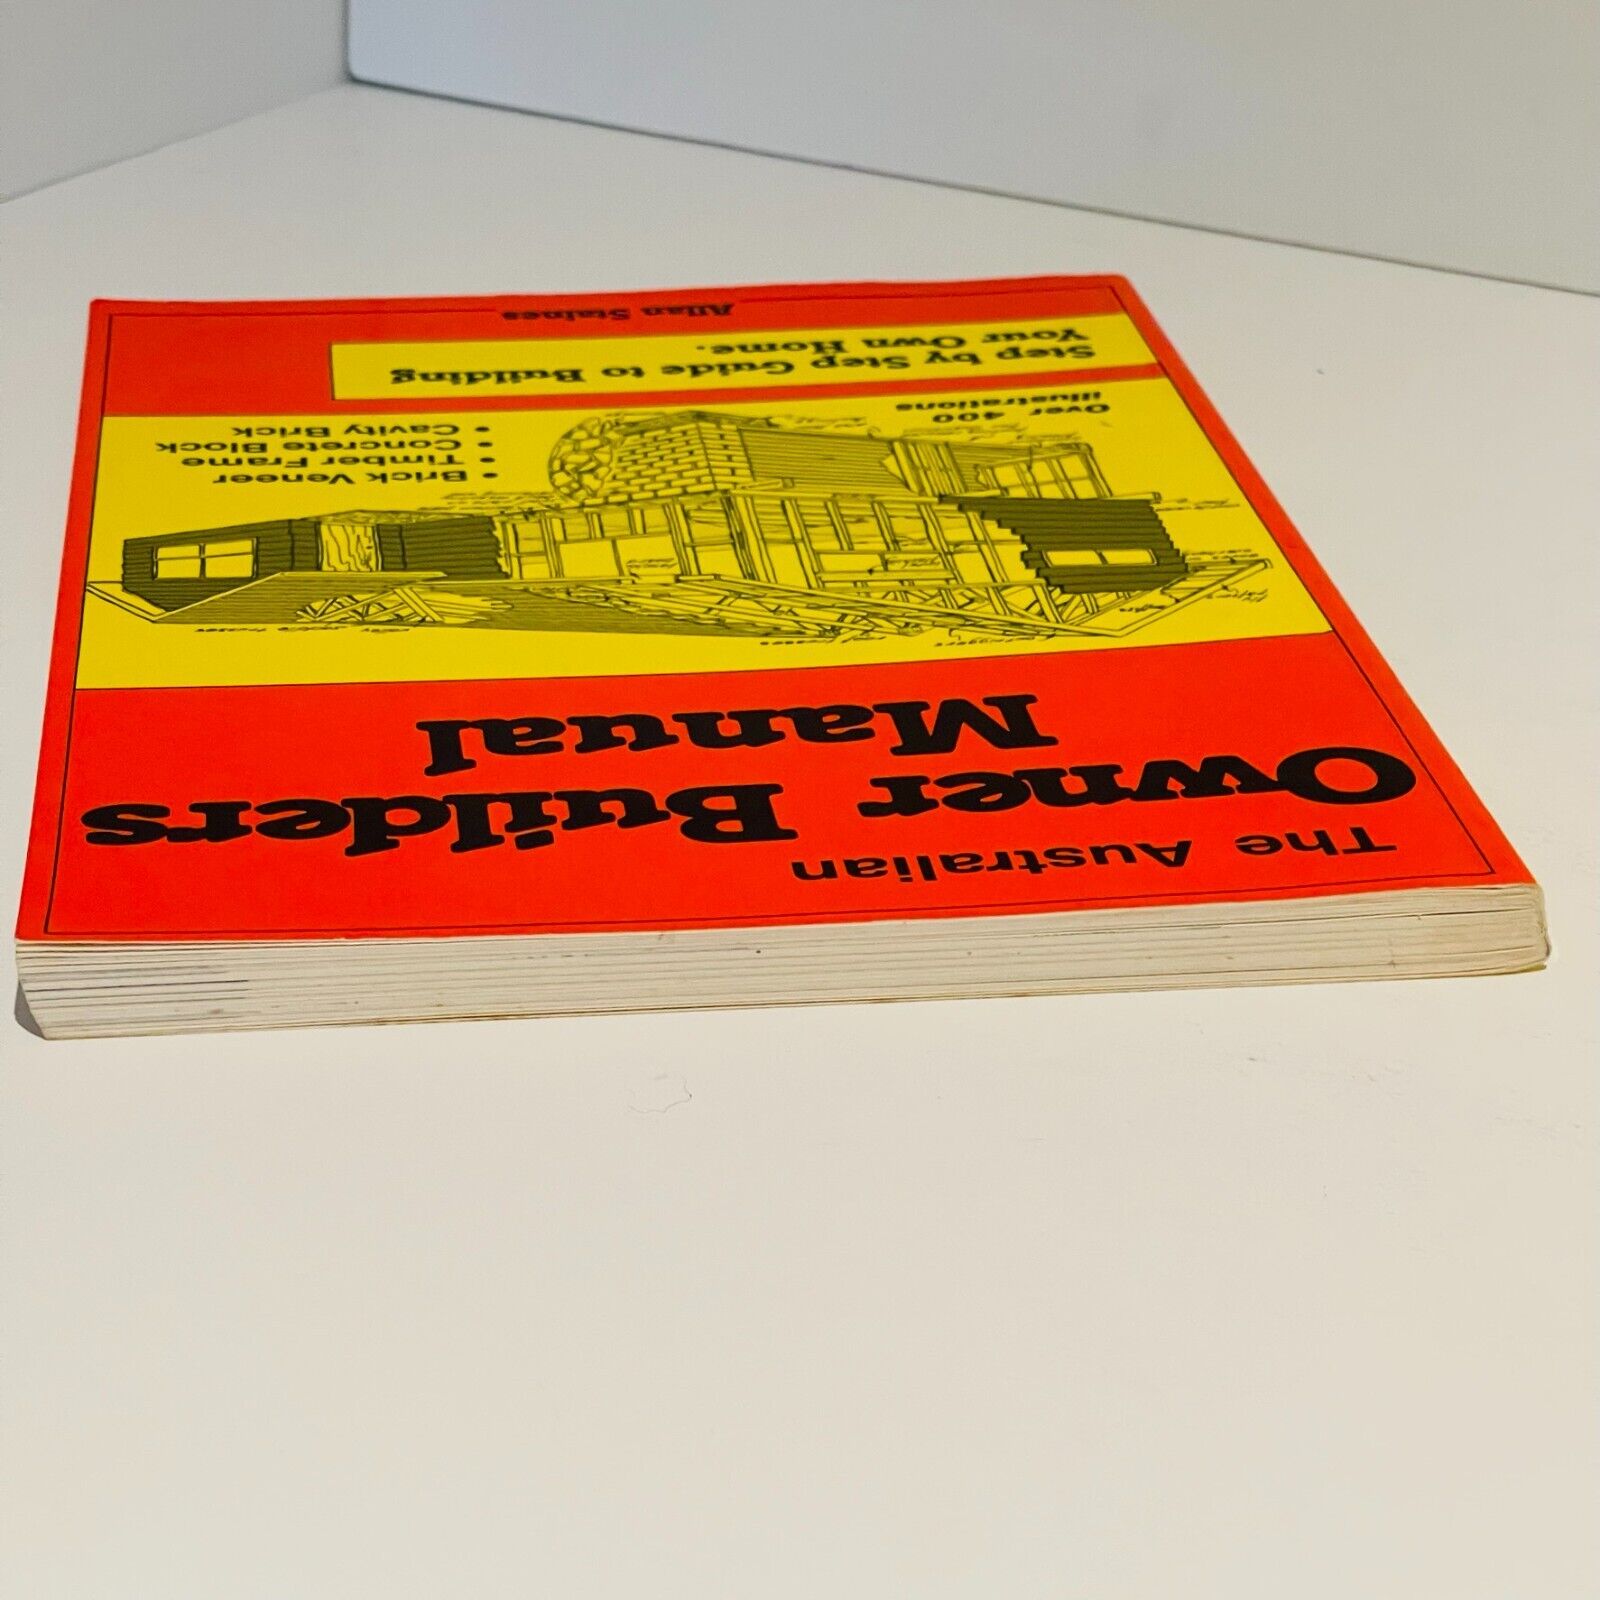 The Australian
Owner Builders
Manual
• Brick Veneer
• Timber Frame
• Concrete Block
• Cavity Brick
Over 400
illustrations
Step by Step Guide to Building
Your Own Home.
Allan Staines